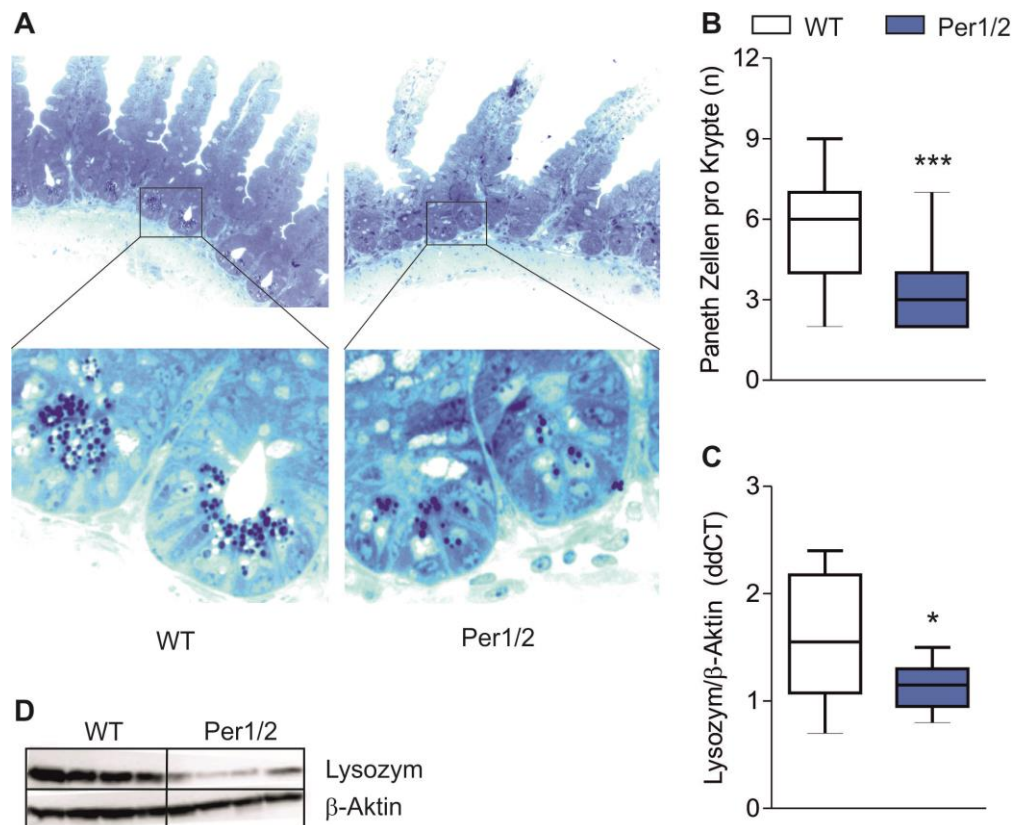 A
WT
Per1/2
B
WT Per1/2
Paneth Zellen pro Krypte (n)
12
9
6
3
0
***
C
Lysozym/β-Aktin (ddCT)
3
2
1
0
*
D
WT Per1/2
Lysozym
β-Aktin